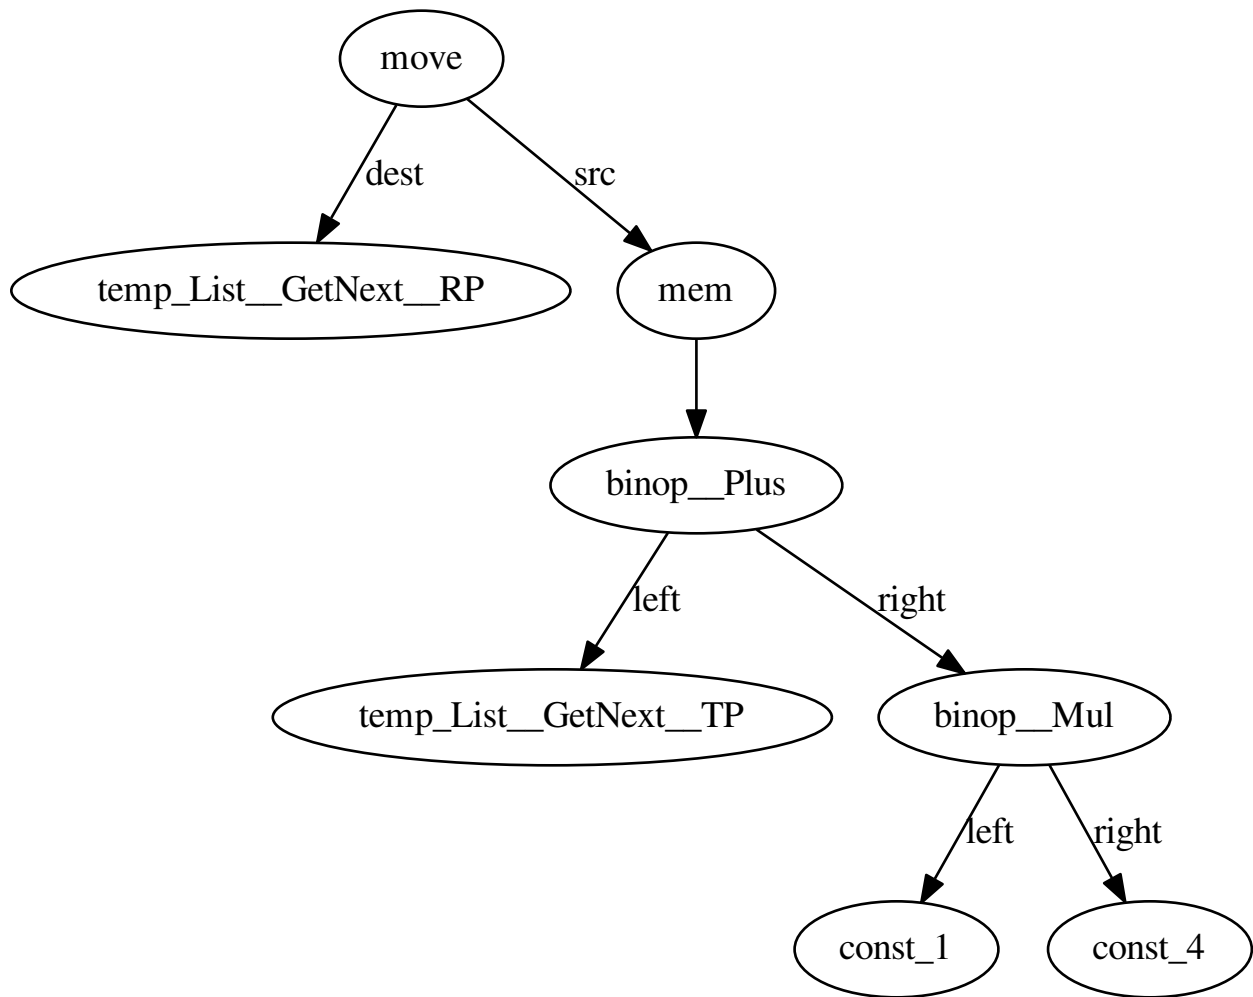 move
dest
src
temp_List__GetNext__RP
mem
binop__Plus
left
right
temp_List__GetNext__TP
binop__Mul
left
right
const_1
const_4